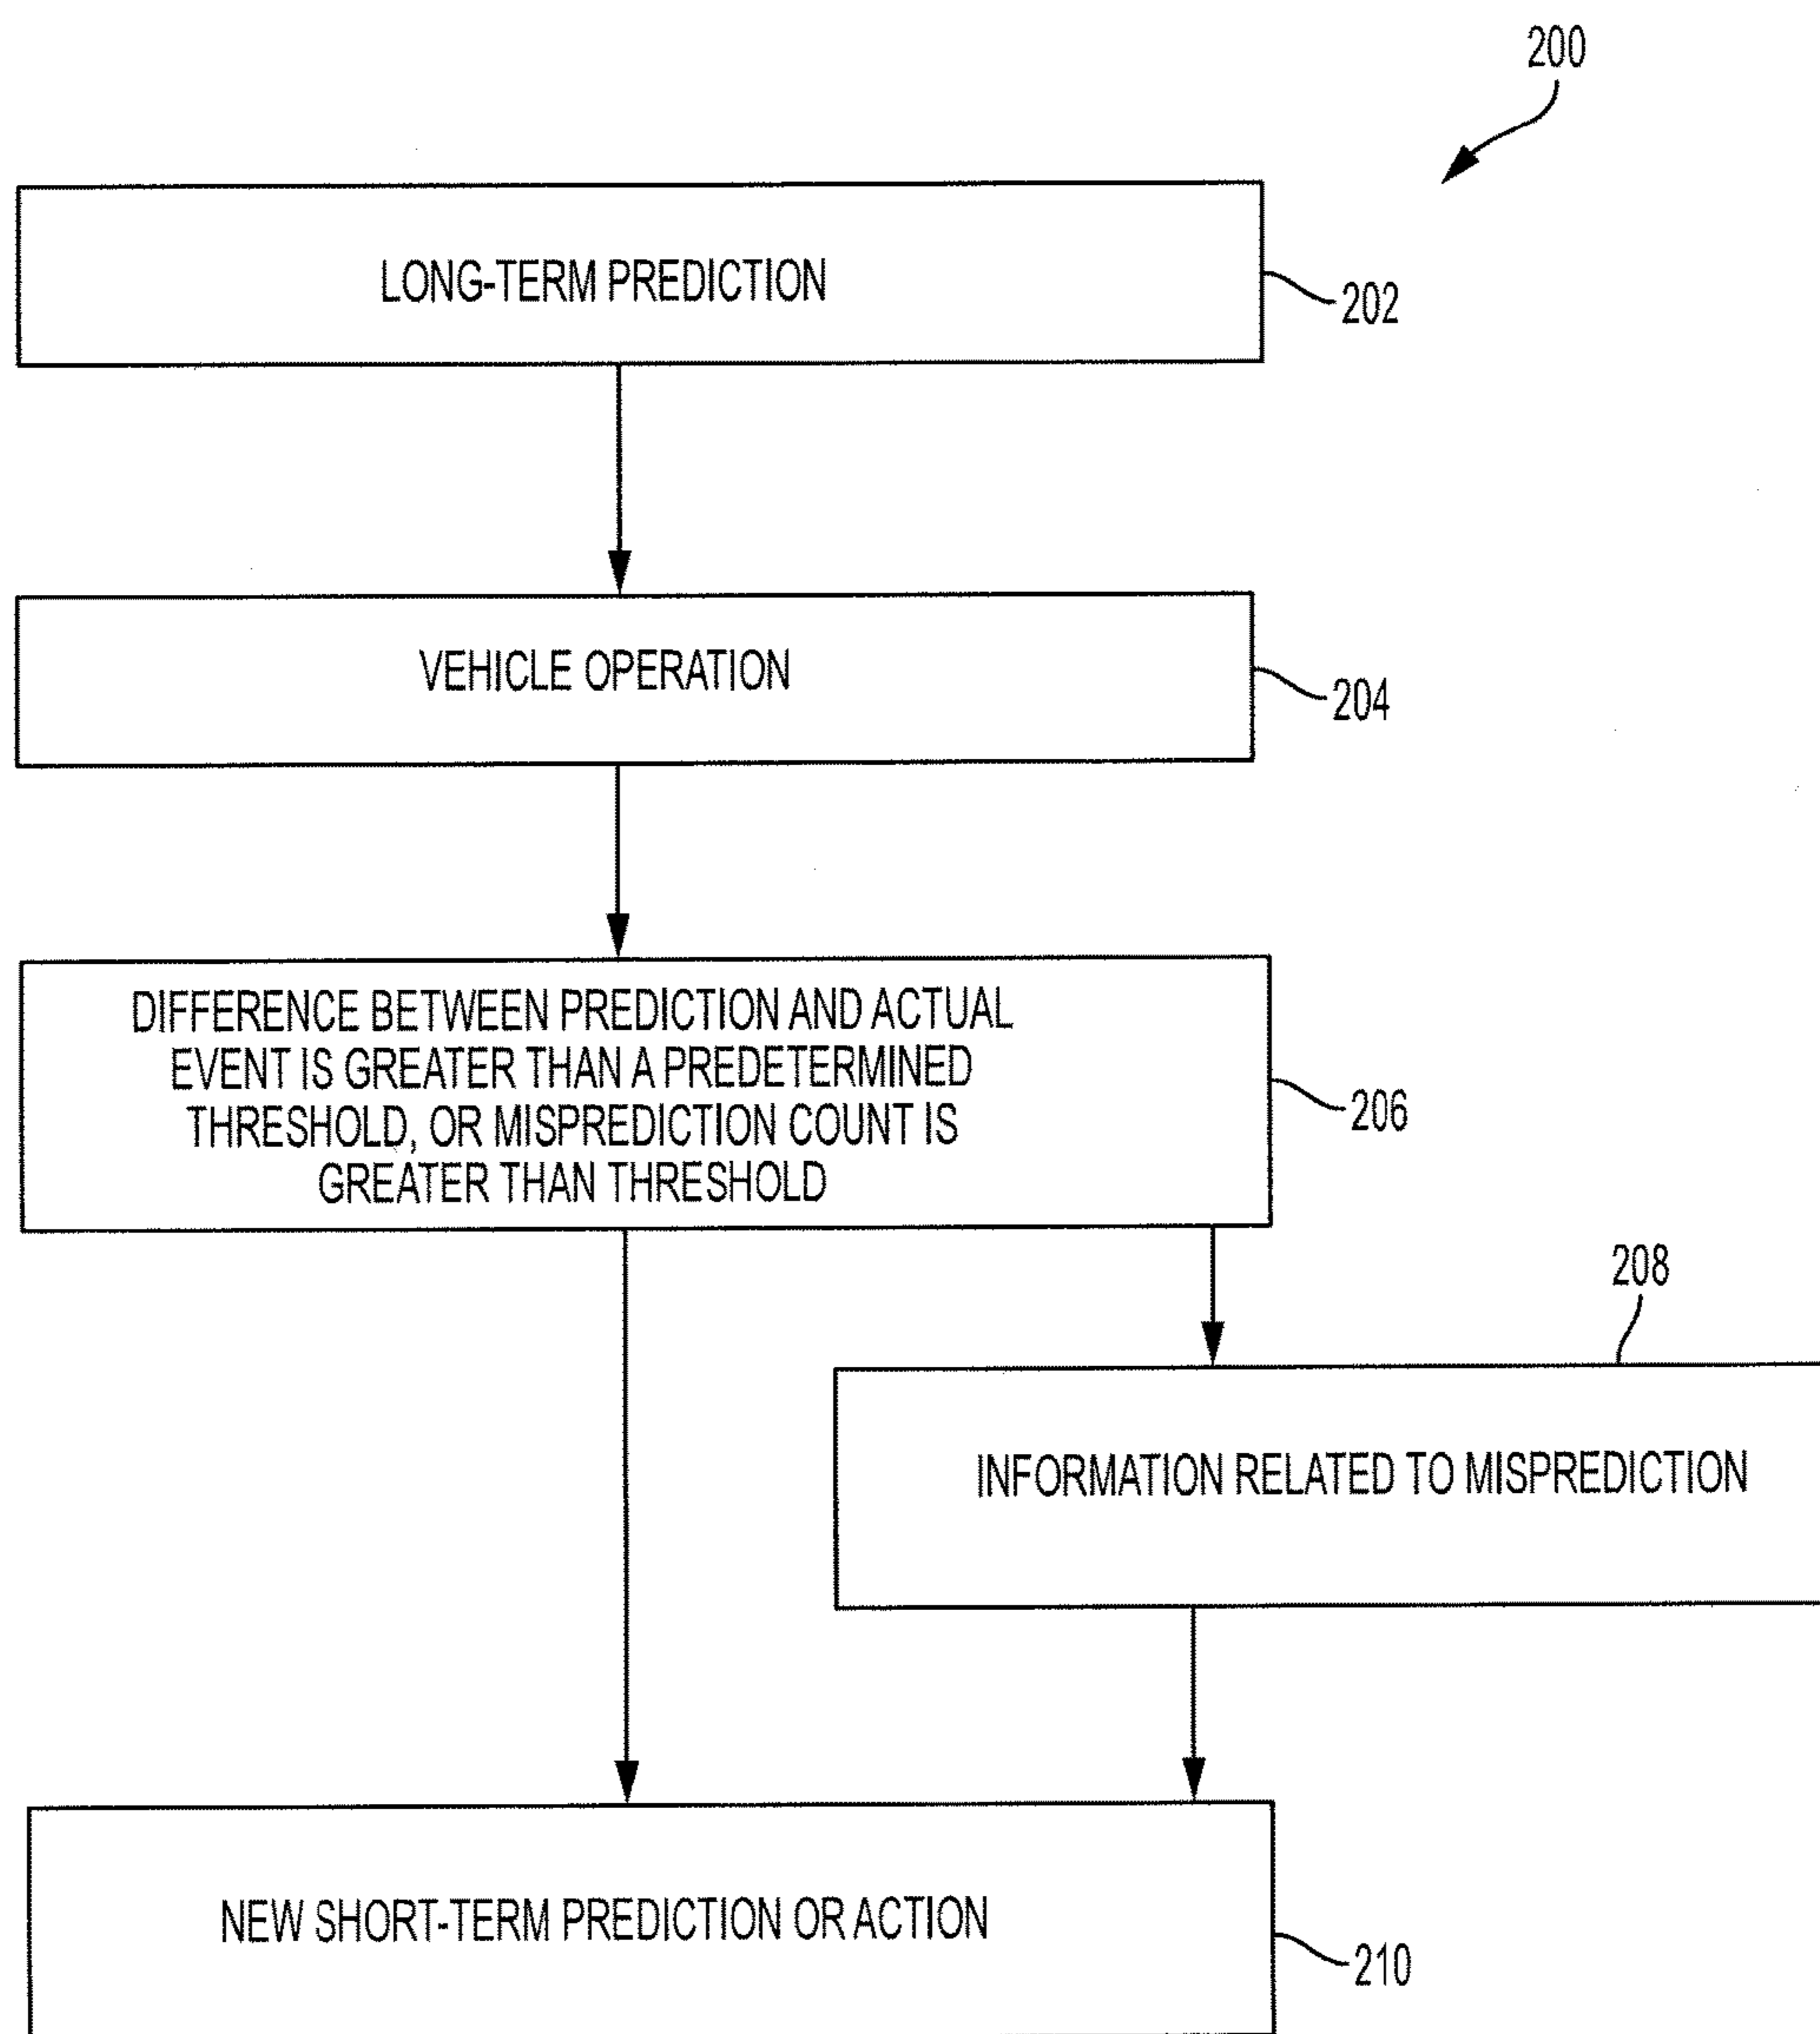 200
LONG-TERM PREDICTION
202
VEHICLE OPERATION
204
DIFFERENCE BETWEEN PREDICTION AND ACTUAL
EVENT IS GREATER THAN A PREDETERMINED
THRESHOLD, OR MISPREDICTION COUNT IS
GREATER THAN THRESHOLD
206
208
INFORMATION RELATED TO MISPREDICTION
NEW SHORT-TERM PREDICTION OR ACTION
210